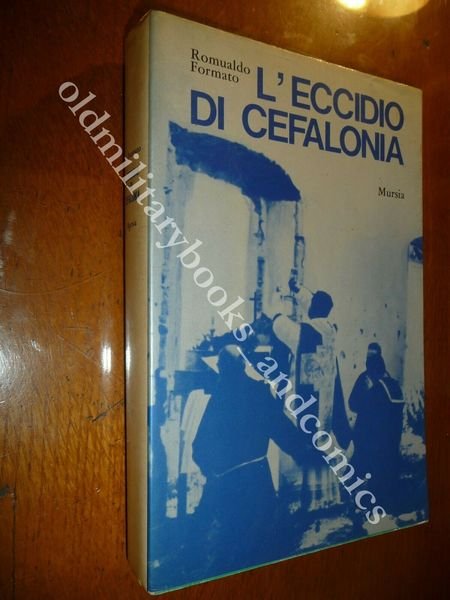 Romualdo
Formato
L'ECCIDIO
DI CEFALONIA
Mursia
oldmilitarybooks_andcomics